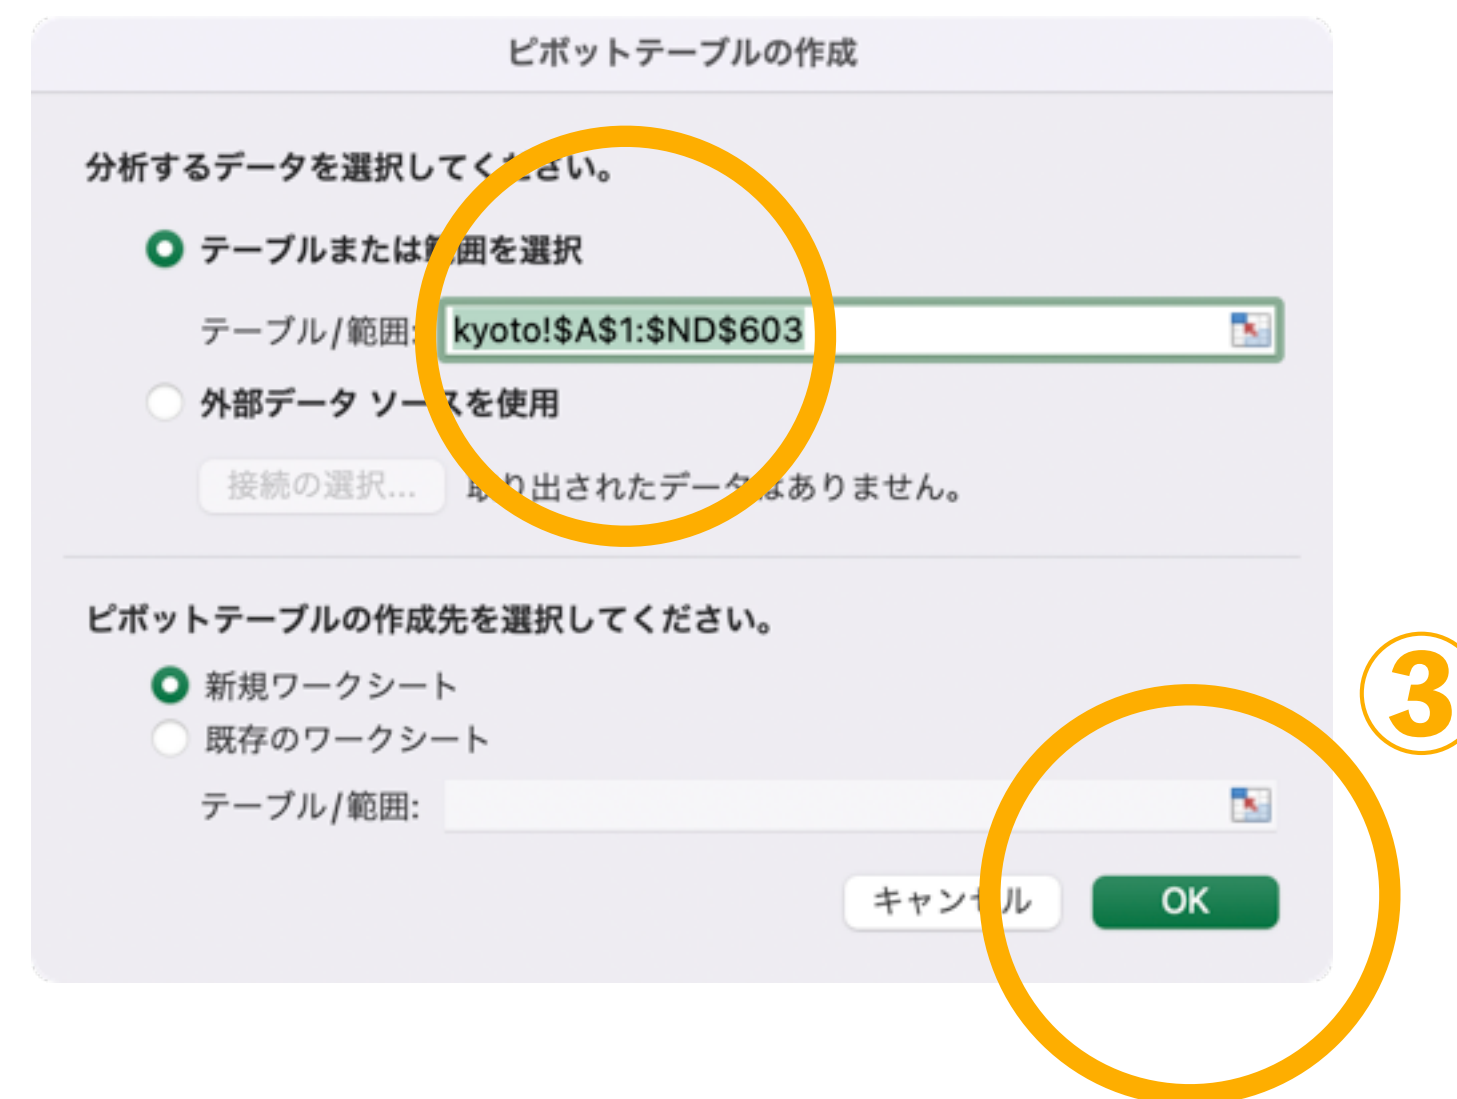 ピボットテーブルの作成
分析するデータを選択してください。
テーブルまたは範囲を選択
テーブル/範囲: kyoto!$A$1:$ND$603
外部データ ソースを使用
接続の選択... 取り出されたデータはありません。
ピボットテーブルの作成先を選択してください。
新規ワークシート
既存のワークシート
テーブル/範囲:
③
キャンセル OK